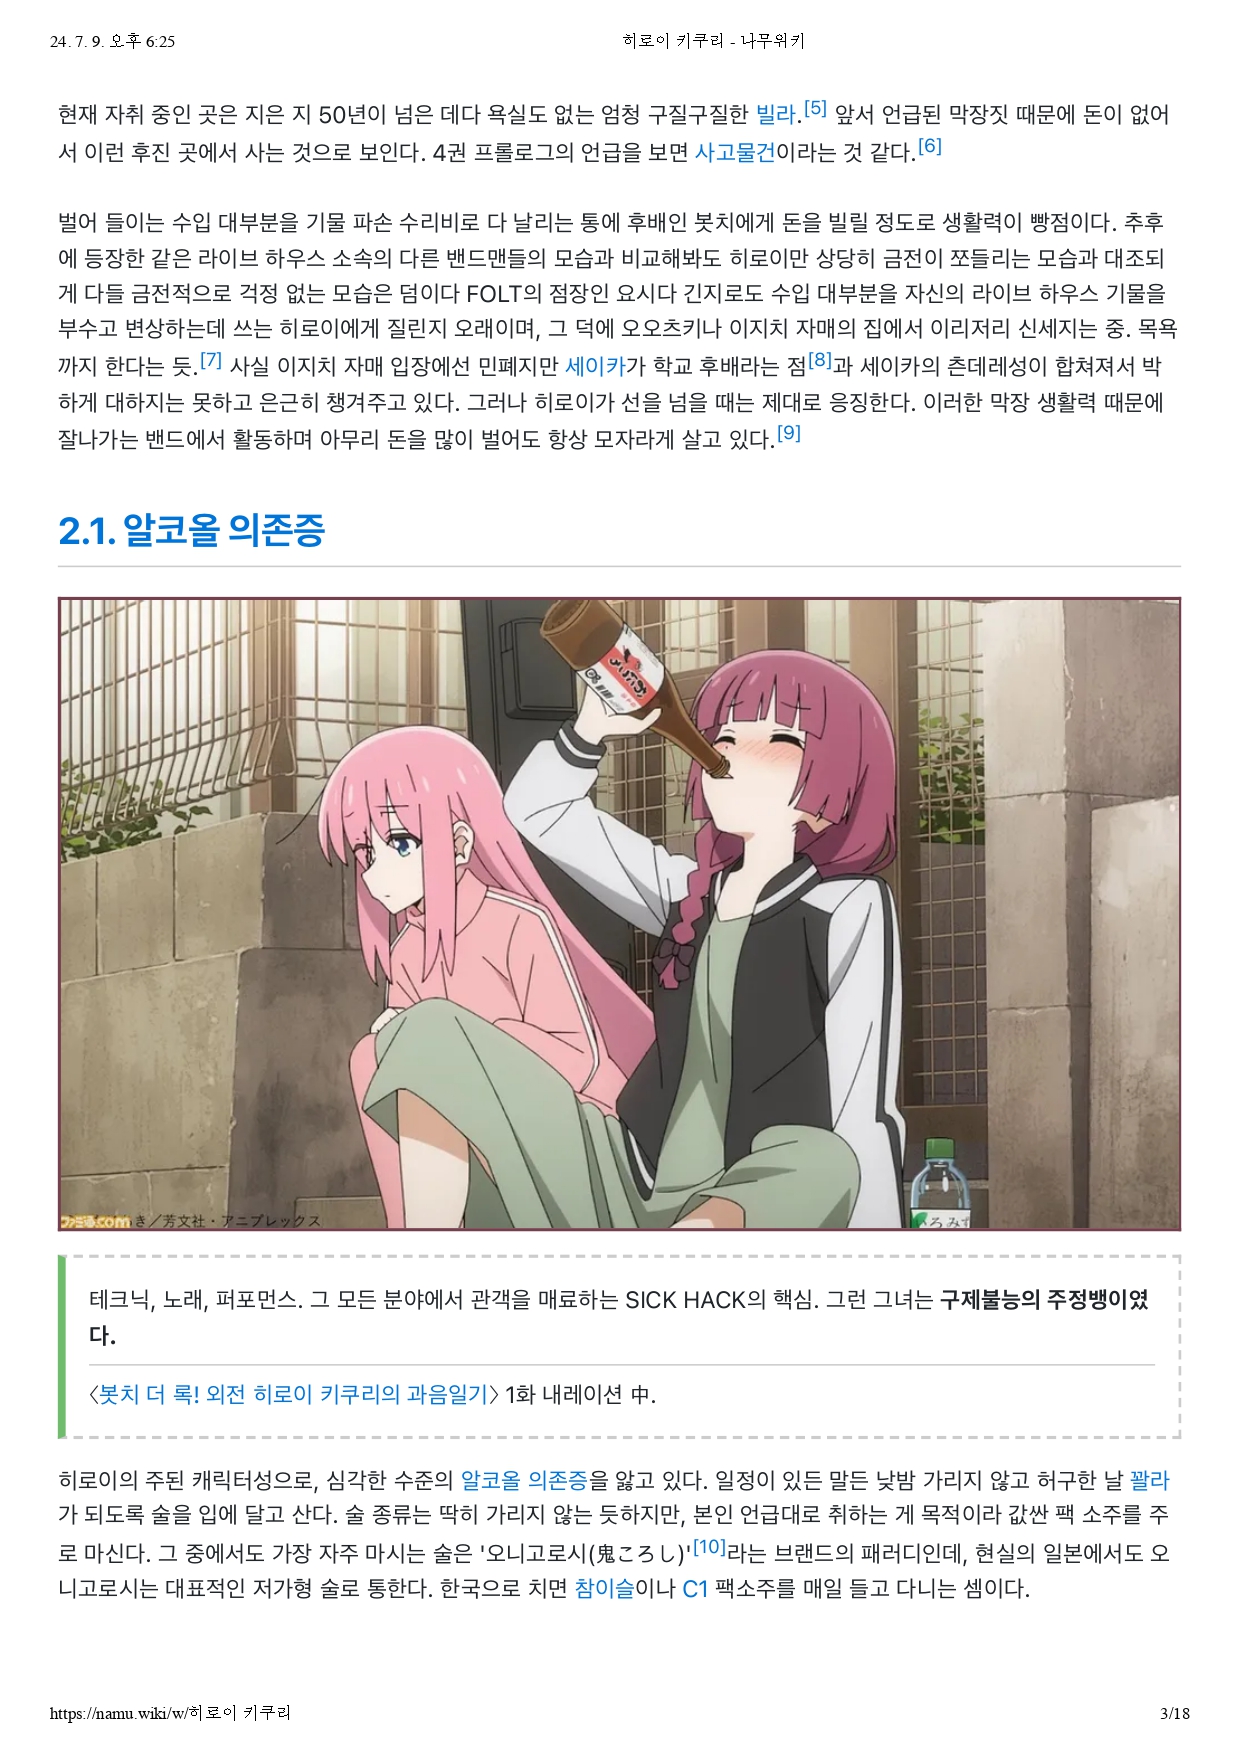 24. 7. 9. 오후 6:25
히로이 키쿠리 - 나무위키
현재 자취 중인 곳은 지은 지 50년이 넘은 데다 욕실도 없는 엄청 구질구질한 빌라.[5] 앞서 언급된 막장짓 때문에 돈이 없어
서 이런 후진 곳에서 사는 것으로 보인다. 4권 프롤로그의 언급을 보면 사고물건이라는 것 같다.[6]
벌어 들이는 수입 대부분을 기물 파손 수리비로 다 날리는 통에 후배인 봇치에게 돈을 빌릴 정도로 생활력이 빵점이다. 추후
에 등장한 같은 라이브 하우스 소속의 다른 밴드맨들의 모습과 비교해봐도 히로이만 상당히 금전이 쪼들리는 모습과 대조되
게 다들 금전적으로 걱정 없는 모습은 덤이다 FOLT의 점장인 요시다 긴지로도 수입 대부분을 자신의 라이브 하우스 기물을
부수고 변상하는데 쓰는 히로이에게 질린지 오래이며, 그 덕에 오오츠키나 이지치 자매의 집에서 이리저리 신세지는 중. 목욕
까지 한다는 듯.[7] 사실 이지치 자매 입장에선 민폐지만 세이카가 학교 후배라는 점[8]과 세이카의 츤데레성이 합쳐져서 박
하게 대하지는 못하고 은근히 챙겨주고 있다. 그러나 히로이가 선을 넘을 때는 제대로 응징한다. 이러한 막장 생활력 때문에
잘나가는 밴드에서 활동하며 아무리 돈을 많이 벌어도 항상 모자라게 살고 있다.[9]
2.1. 알코올 의존증
ファミ通.com き／芳文社・アニプレックス
いろみず
테크닉, 노래, 퍼포먼스. 그 모든 분야에서 관객을 매료하는 SICK HACK의 핵심. 그런 그녀는 구제불능의 주정뱅이였
다.
〈봇치 더 록! 외전 히로이 키쿠리의 과음일기〉 1화 내레이션 中.
히로이의 주된 캐릭터성으로, 심각한 수준의 알코올 의존증을 앓고 있다. 일정이 있든 말든 낮밤 가리지 않고 허구한 날 꽐라
가 되도록 술을 입에 달고 산다. 술 종류는 딱히 가리지 않는 듯하지만, 본인 언급대로 취하는 게 목적이라 값싼 팩 소주를 주
로 마신다. 그 중에서도 가장 자주 마시는 술은 '오니고로시(鬼ころし)'[10]라는 브랜드의 패러디인데, 현실의 일본에서도 오
니고로시는 대표적인 저가형 술로 통한다. 한국으로 치면 참이슬이나 C1 팩소주를 매일 들고 다니는 셈이다.
https://namu.wiki/w/히로이 키쿠리
3/18